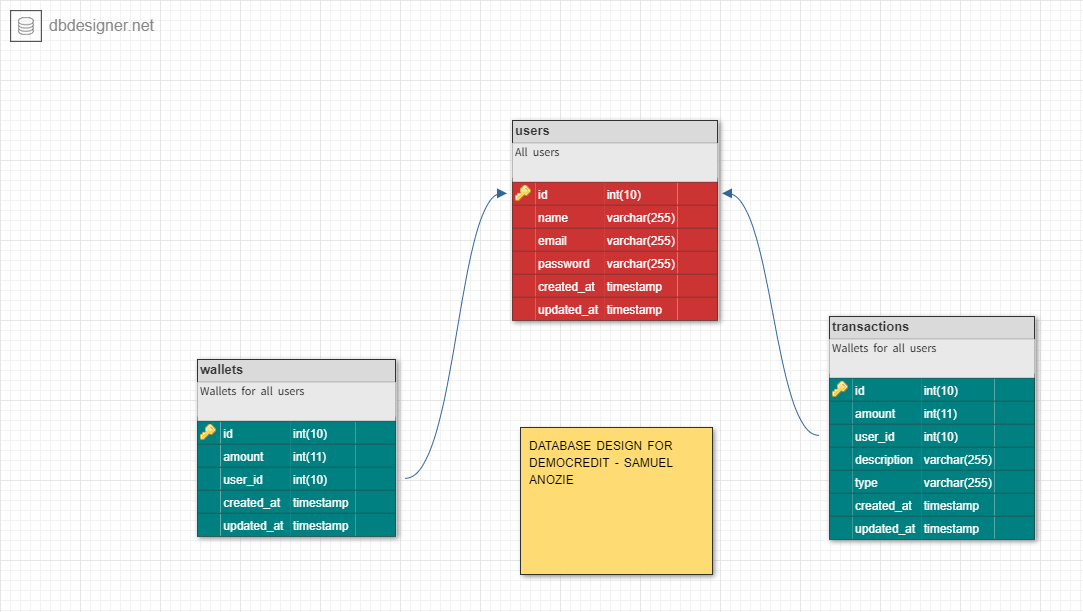 dbdesigner.net
users
All users
id int(10)
name varchar(255)
email varchar(255)
password varchar(255)
created_at timestamp
updated_at timestamp
wallets
Wallets for all users
id int(10)
amount int(11)
user_id int(10)
created_at timestamp
updated_at timestamp
DATABASE DESIGN FOR
DEMOCREDIT - SAMUEL
ANOZIE
transactions
Wallets for all users
id int(10)
amount int(11)
user_id int(10)
description varchar(255)
type varchar(255)
created_at timestamp
updated_at timestamp